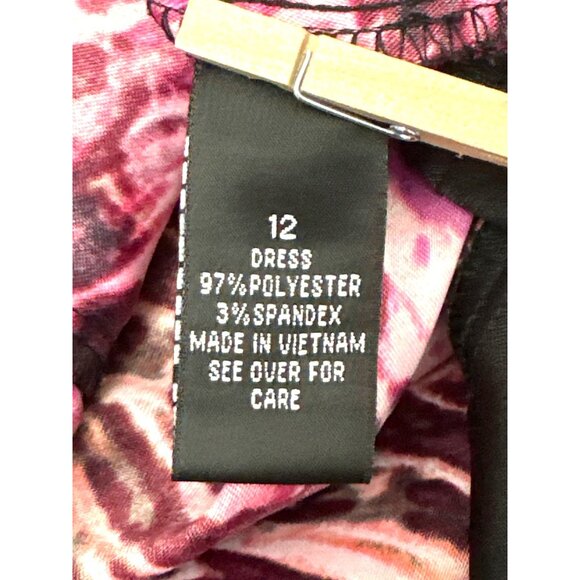 12
DRESS
97%POLYESTER
3%SPANDEX
MADE IN VIETNAM
SEE OVER FOR
CARE